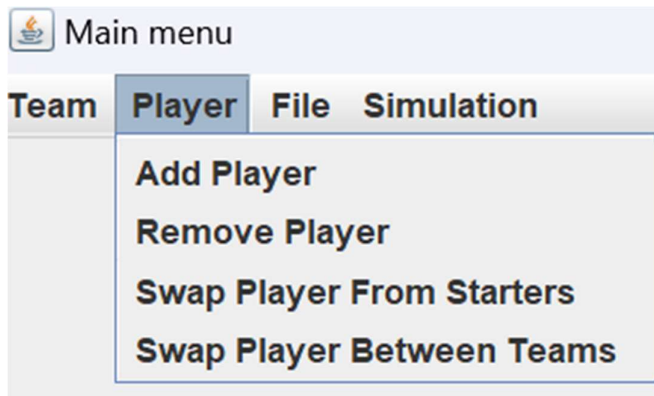 Main menu
Team Player File Simulation
Add Player
Remove Player
Swap Player From Starters
Swap Player Between Teams